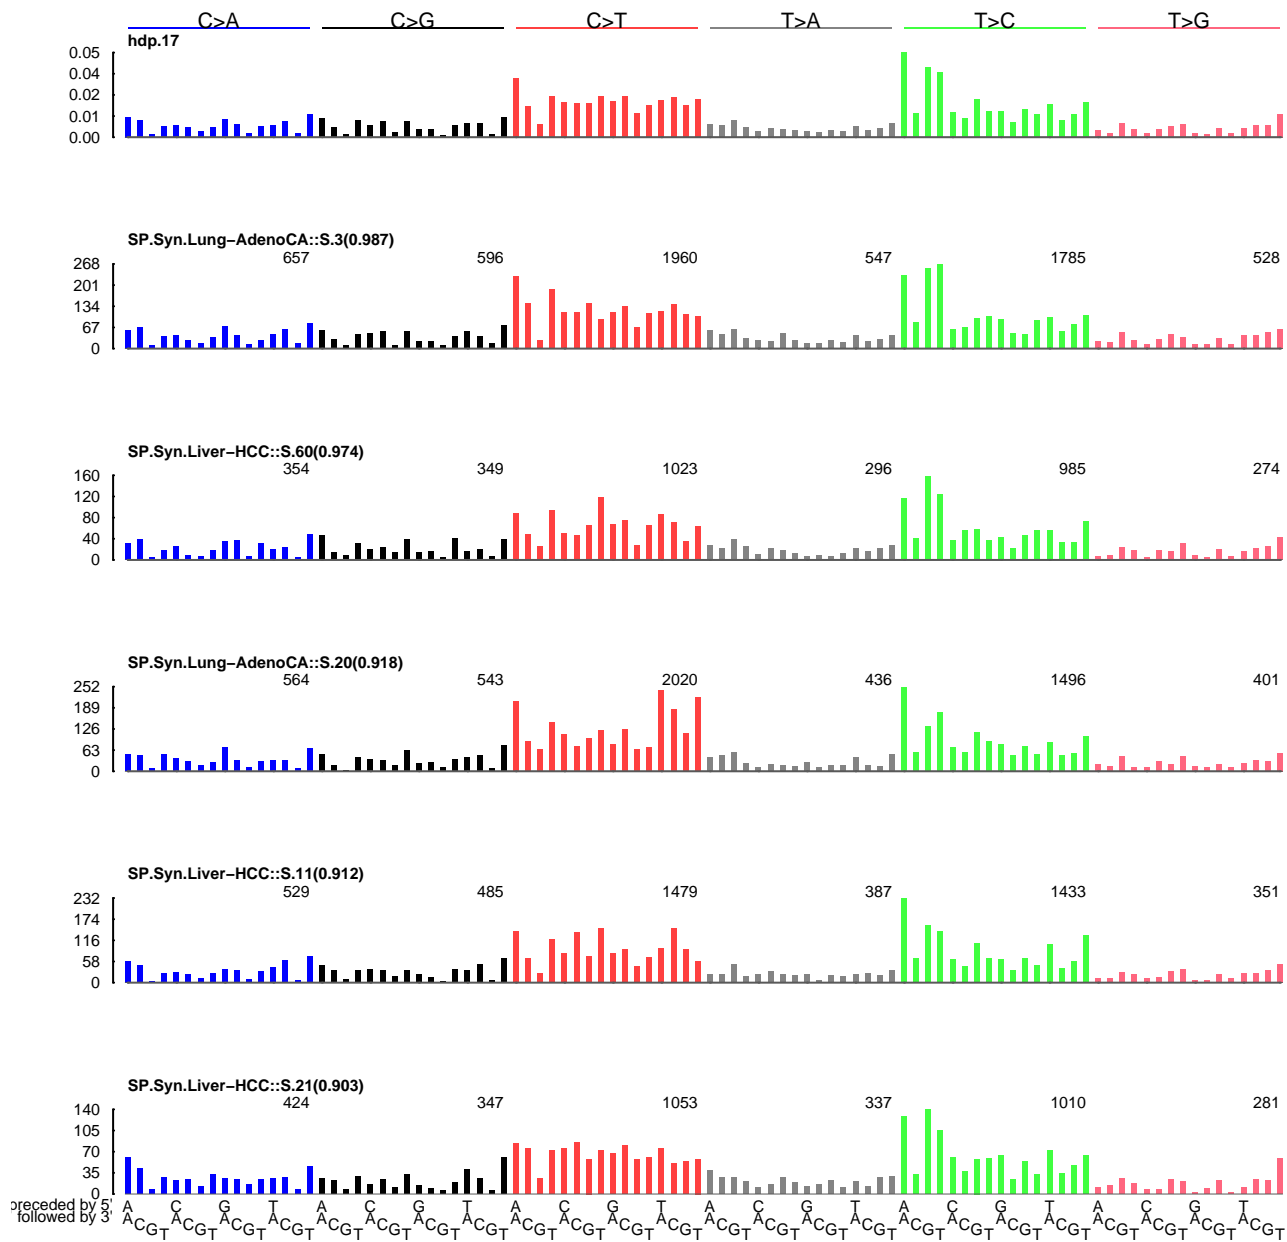 C>A C>G C>T T>A T>C T>G
hdp.17
0.05
0.04
0.02
0.01
0.00
SP.Syn.Lung−AdenoCA::S.3(0.987)
657 596 1960 547 1785 528
268
201
134
67
0
SP.Syn.Liver−HCC::S.60(0.974)
354 349 1023 296 985 274
160
120
80
40
0
SP.Syn.Lung−AdenoCA::S.20(0.918)
564 543 2020 436 1496 401
252
189
126
63
0
SP.Syn.Liver−HCC::S.11(0.912)
529 485 1479 387 1433 351
232
174
116
58
0
SP.Syn.Liver−HCC::S.21(0.903)
424 347 1053 337 1010 281
140
105
70
35
0
preceded by 5' A C G T A C G T A C G T A C G T A C G T A C G T
followed by 3' A C G T A C G T A C G T A C G T A C G T A C G T A C G T A C G T A C G T A C G T A C G T A C G T A C G T A C G T A C G T A C G T A C G T A C G T A C G T A C G T A C G T A C G T A C G T A C G T